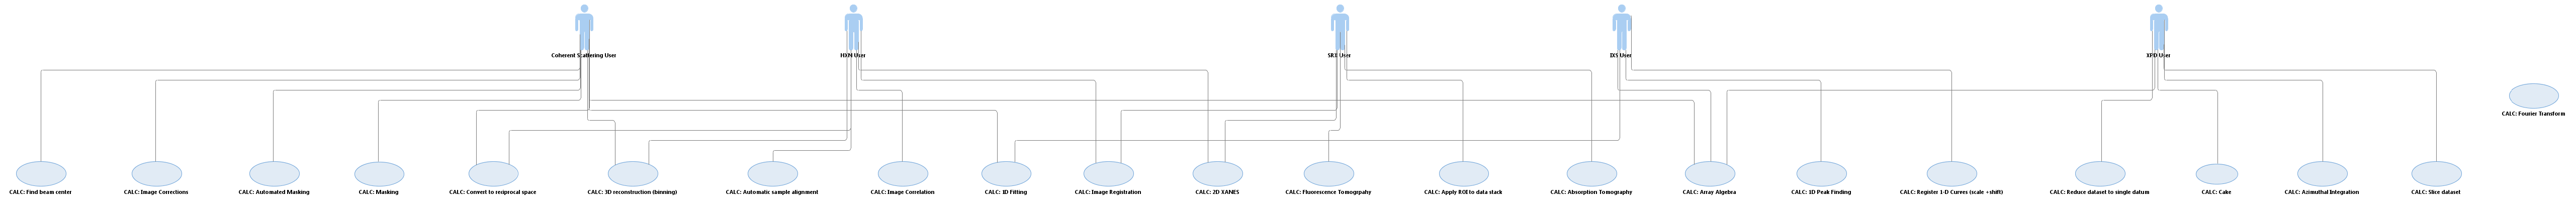 Coherent Scattering User
HXN User
SRX User
IXS User
XPD User
CALC: Fourier Transform
CALC: Find beam center
CALC: Image Corrections
CALC: Automated Masking
CALC: Masking
CALC: Convert to reciprocal space
CALC: 3D reconstruction (binning)
CALC: Automatic sample alignment
CALC: Image Correlation
CALC: 1D Fitting
CALC: Image Registration
CALC: 2D XANES
CALC: Fluorescence Tomogrpahy
CALC: Apply ROI to data stack
CALC: Absorption Tomography
CALC: Array Algebra
CALC: 1D Peak Finding
CALC: Register 1-D Curves (scale +shift)
CALC: Reduce dataset to single datum
CALC: Cake
CALC: Azimuthal Integration
CALC: Slice dataset